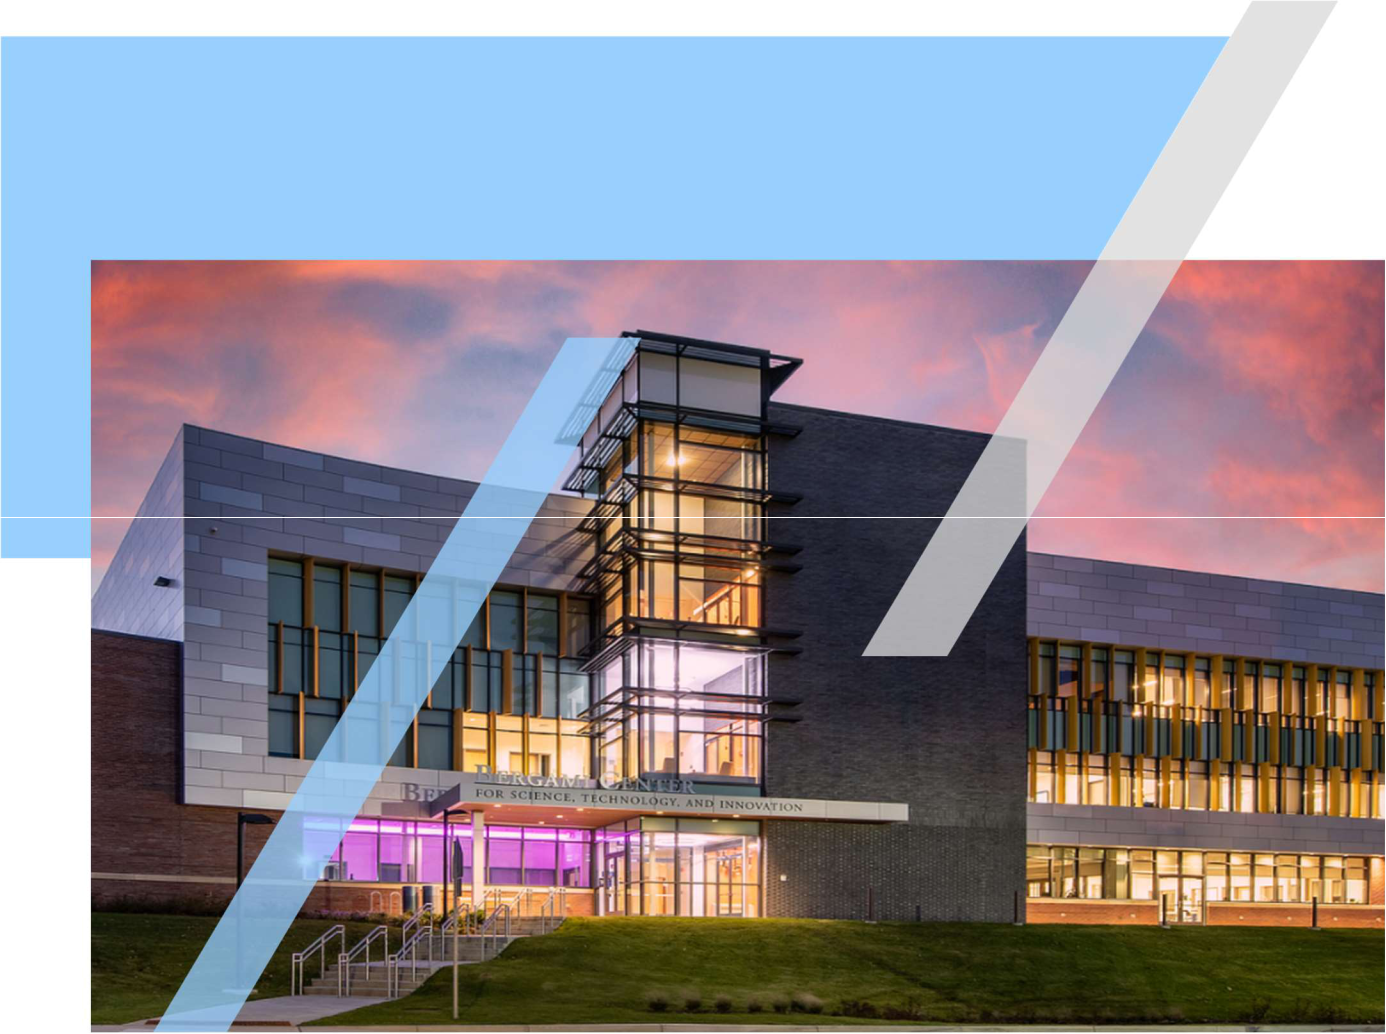 BERGAMI CENTER
FOR SCIENCE, TECHNOLOGY, AND INNOVATION